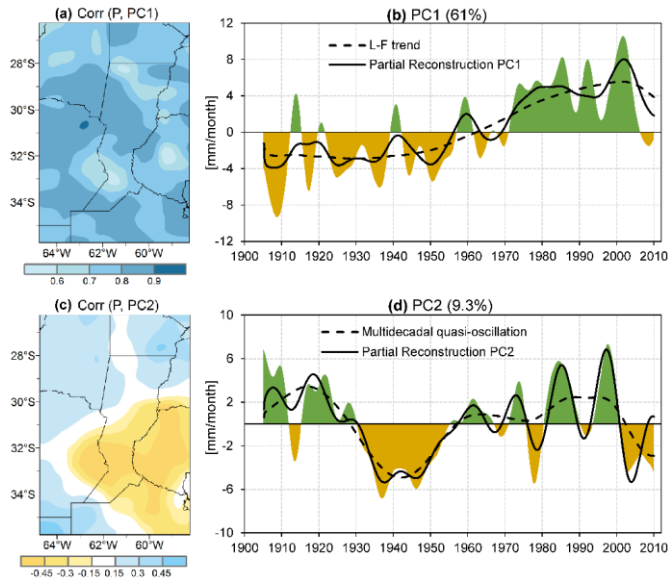 (a) Corr (P, PC1)
28°S
30°S
32°S
34°S
64°W 62°W 60°W
0.6 0.7 0.8 0.9
(b) PC1 (61%)
L-F trend
Partial Reconstruction PC1
[mm/month]
12
8
4
0
-4
-8
-12
1900 1910 1920 1930 1940 1950 1960 1970 1980 1990 2000 2010
(c) Corr (P, PC2)
28°S
30°S
32°S
34°S
64°W 62°W 60°W
-0.45 -0.3 -0.15 0.15 0.3 0.45
(d) PC2 (9.3%)
Multidecadal quasi-oscillation
Partial Reconstruction PC2
[mm/month]
10
6
2
-2
-6
-10
1900 1910 1920 1930 1940 1950 1960 1970 1980 1990 2000 2010